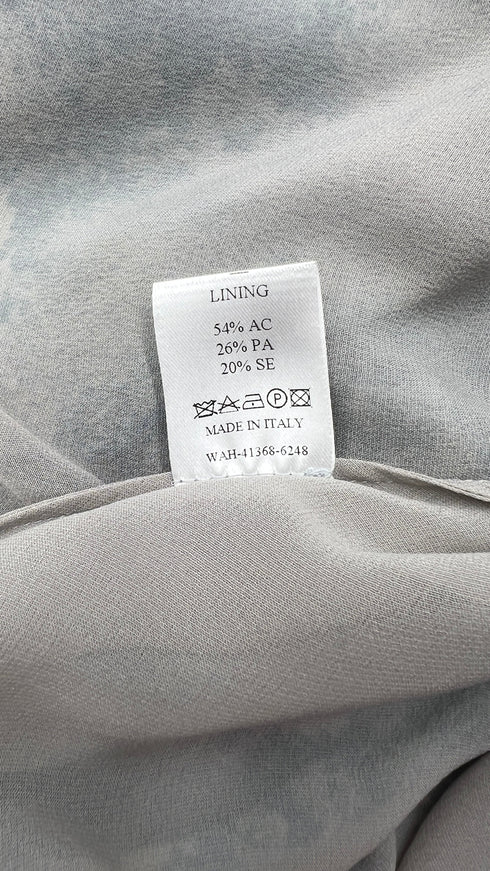 LINING
54% AC
26% PA
20% SE
P
MADE IN ITALY
WAH-41368-6248